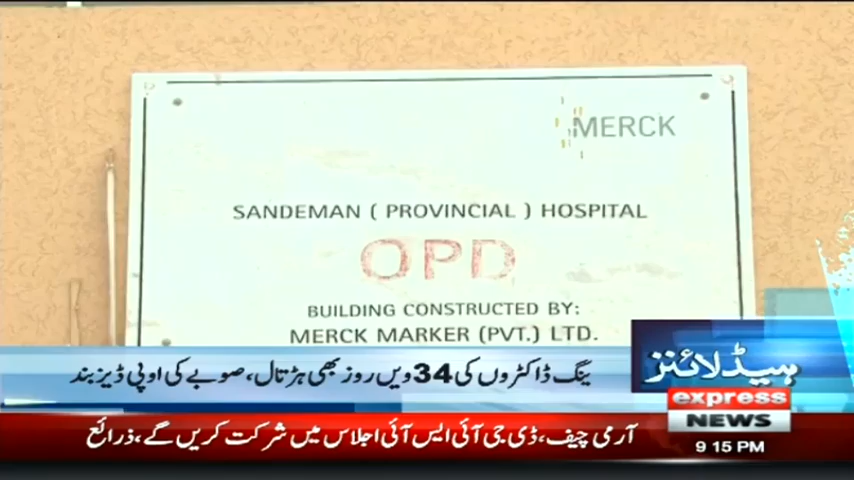 MERCK
SANDEMAN ( PROVINCIAL ) HOSPITAL
OPD
BUILDING CONSTRUCTED BY:
MERCK MARKER (PVT.) LTD.
ہیڈلائنز
ینگ ڈاکٹروں کی 34 ویں روز بھی ہڑتال، صوبے کی او پی ڈیز بند
express
NEWS
آرمی چیف، ڈی جی آئی ایس آئی اجلاس میں شرکت کریں گے، ذرائع
9:15 PM